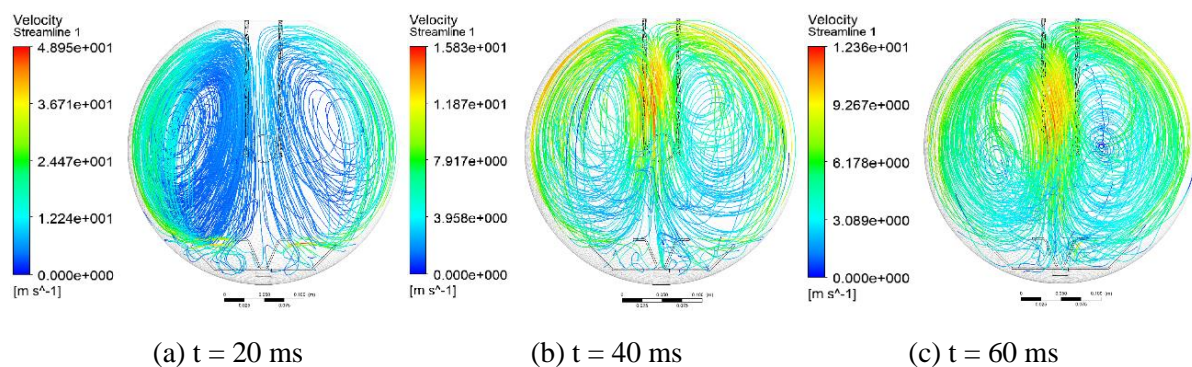 Velocity
Streamline 1
4.895e+001
3.671e+001
2.447e+001
1.224e+001
0.000e+000
[m s^-1]
Velocity
Streamline 1
1.583e+001
1.187e+001
7.917e+000
3.958e+000
0.000e+000
[m s^-1]
Velocity
Streamline 1
1.236e+001
9.267e+000
6.178e+000
3.089e+000
0.000e+000
[m s^-1]
(a) t = 20 ms
(b) t = 40 ms
(c) t = 60 ms